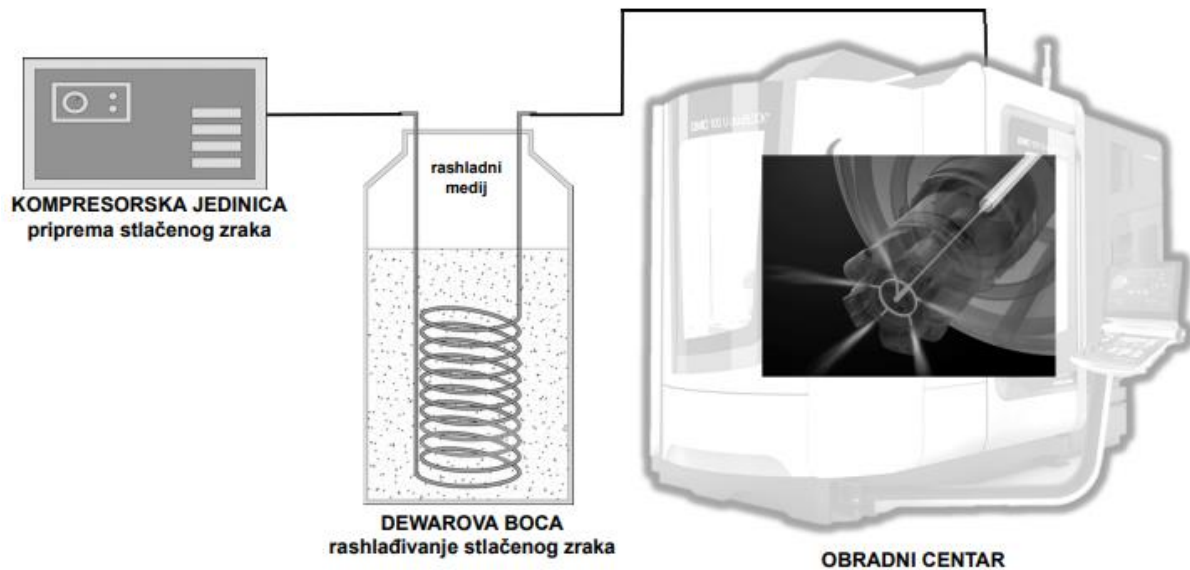 rashladni
medij
KOMPRESORSKA JEDINICA
priprema stlačenog zraka
DEWAROVA BOCA
rashlađivanje stlačenog zraka
OBRADNI CENTAR